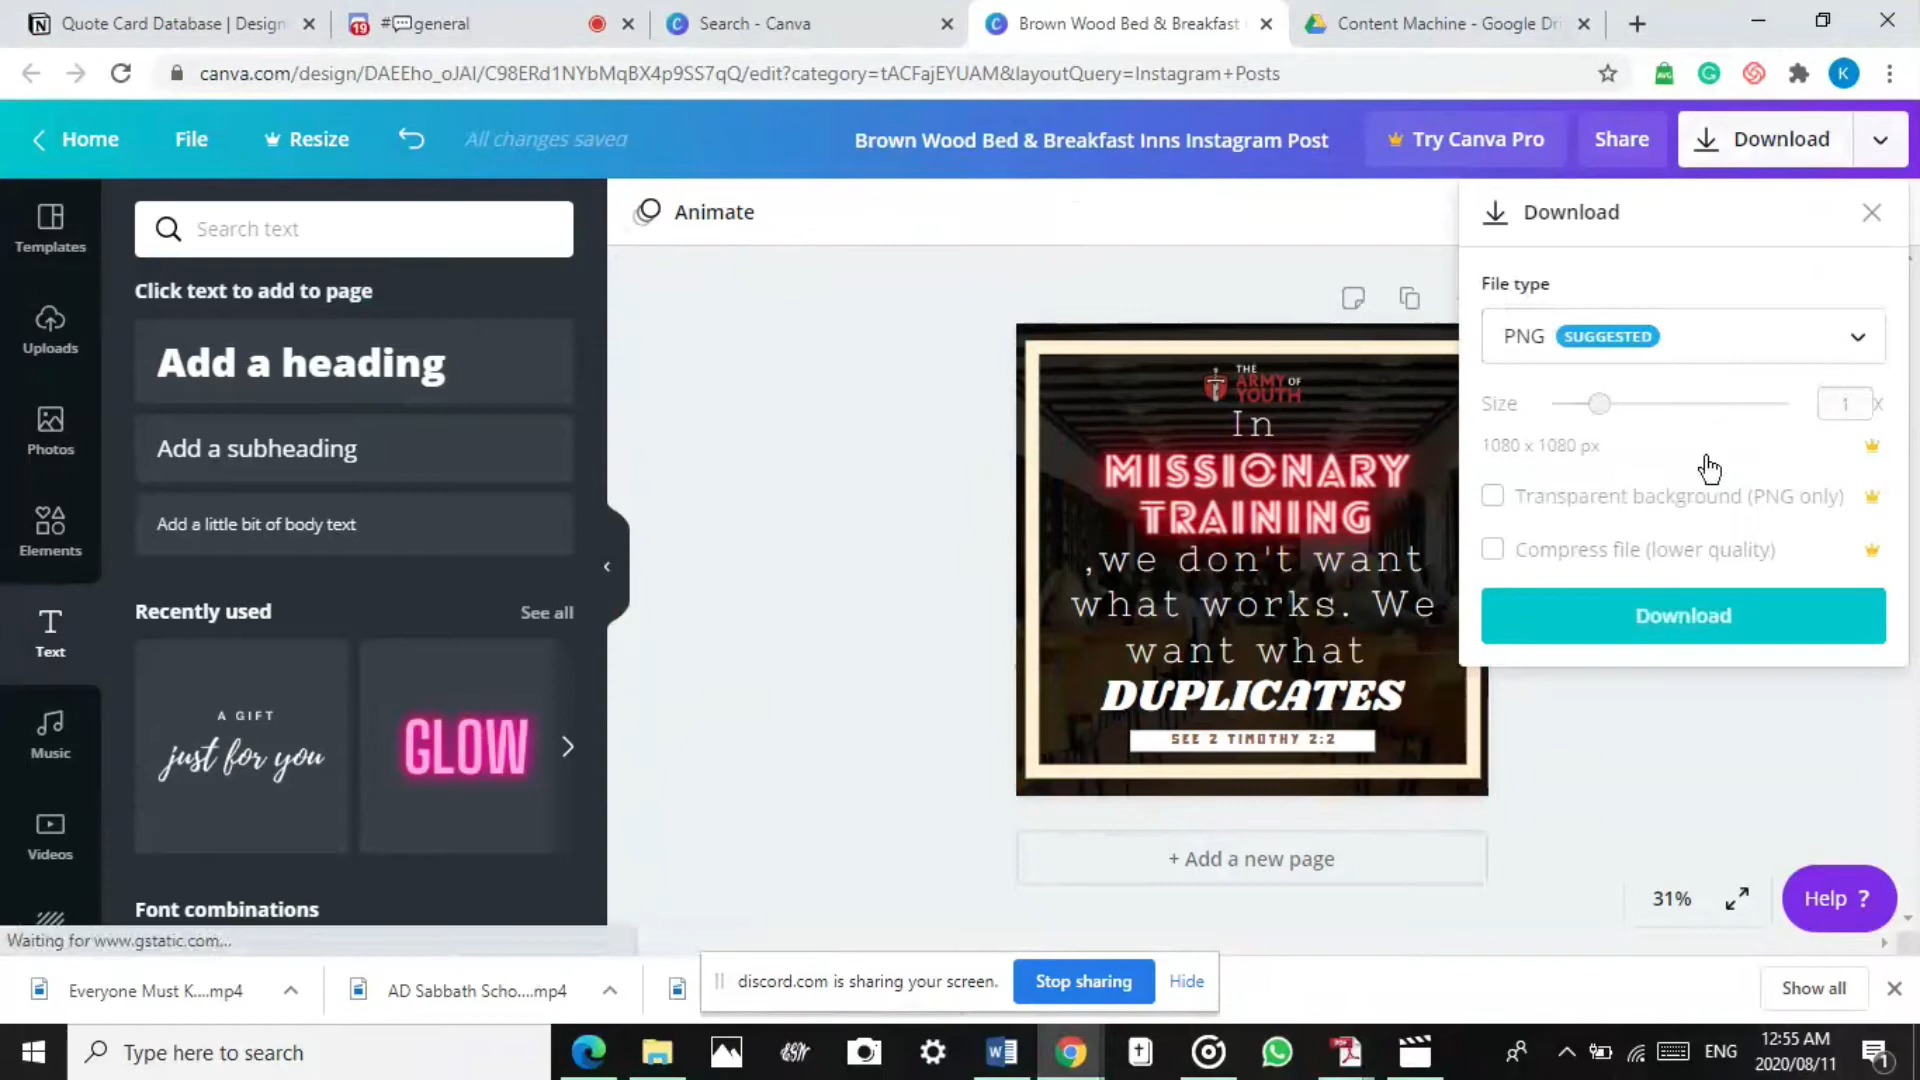 Quote Card Database | Design
19
#💬general
Search - Canva
Brown Wood Bed & Breakfast
Content Machine - Google Dri
canva.com/design/DAEEho_oJAI/C98ERd1NYbMqBX4p9SS7qQ/edit?category=tACFajEYUAM&layoutQuery=Instagram+Posts
K
Home
File
Resize
All changes saved
Brown Wood Bed & Breakfast Inns Instagram Post
Try Canva Pro
Share
Download
Templates
Uploads
Photos
Elements
Text
Music
Videos
Search text
Click text to add to page
Add a heading
Add a subheading
Add a little bit of body text
Recently used
See all
A GIFT
just for you
GLOW
Font combinations
Animate
THE
ARMY OF
YOUTH
In
MISSIONARY
TRAINING
,we don't want
what works. We
want what
DUPLICATES
SEE 2 TIMOTHY 2:2
+ Add a new page
Download
File type
PNG SUGGESTED
Size
1 X
1080 x 1080 px
Transparent background (PNG only)
Compress file (lower quality)
Download
31%
Help ?
Waiting for www.gstatic.com...
Everyone Must K....mp4
AD Sabbath Scho....mp4
discord.com is sharing your screen.
Stop sharing
Hide
Show all
Type here to search
ENG
12:55 AM
2020/08/11
1